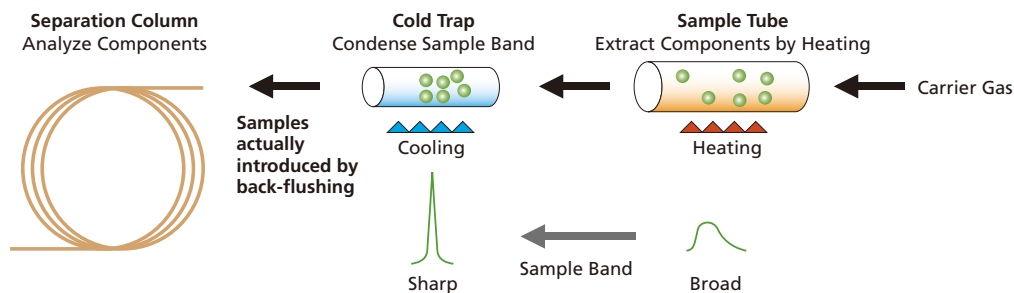 Separation Column
Analyze Components
Cold Trap
Condense Sample Band
Sample Tube
Extract Components by Heating
Carrier Gas
Samples
actually
introduced by
back-flushing
Cooling
Heating
Sample Band
Sharp
Broad